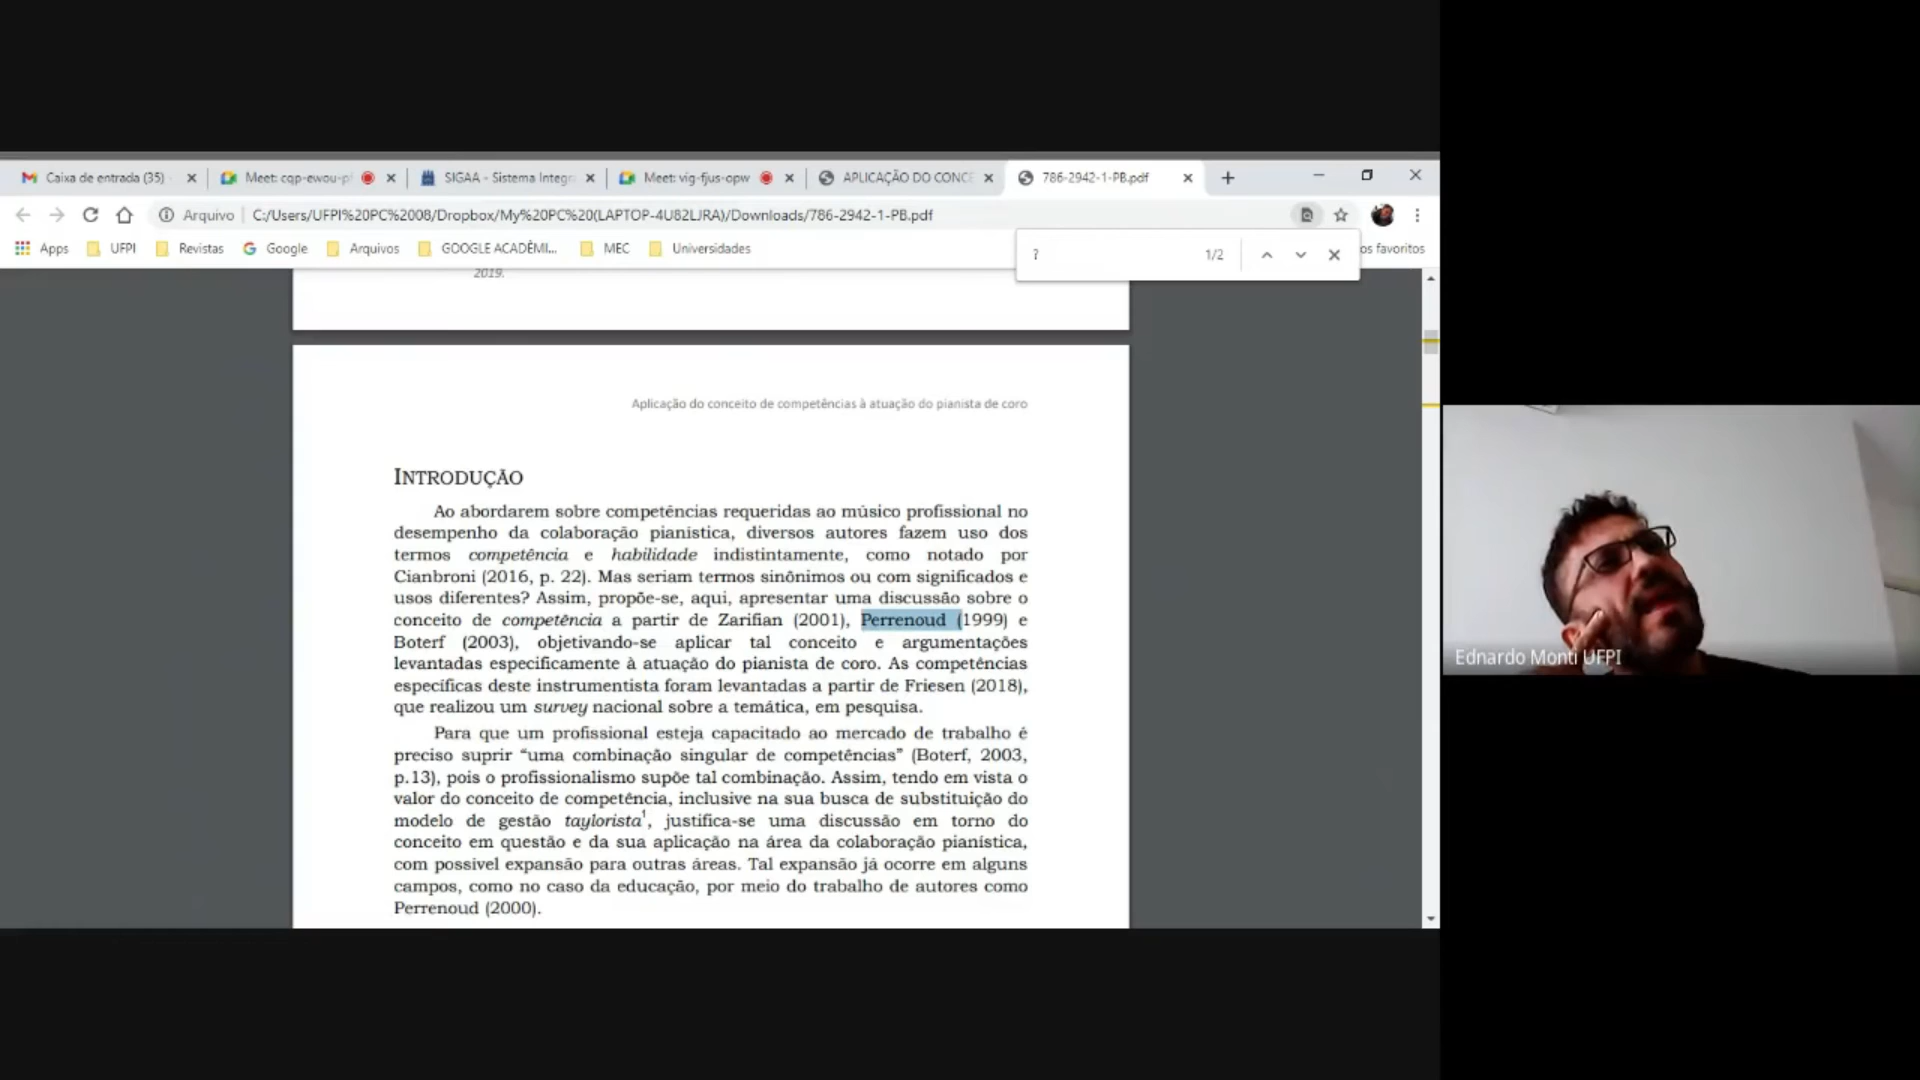 Caixa de entrada (35)
Meet: cqp-ewou-p
SIGAA - Sistema Integr
Meet: vig-fjus-opw
APLICAÇÃO DO CONCE
786-2942-1-PB.pdf
Arquivo
C:/Users/UFPI%20PC%2008/Dropbox/My%20PC%20(LAPTOP-4U82LJRA)/Downloads/786-2942-1-PB.pdf
Apps
UFPI
Revistas
Google
Arquivos
GOOGLE ACADÊMI...
MEC
Universidades
os favoritos
? 1/2
2019.
Aplicação do conceito de competências à atuação do pianista de coro
INTRODUÇÃO
Ao abordarem sobre competências requeridas ao músico profissional no
desempenho da colaboração pianística, diversos autores fazem uso dos
termos competência e habilidade indistintamente, como notado por
Cianbroni (2016, p. 22). Mas seriam termos sinônimos ou com significados e
usos diferentes? Assim, propõe-se, aqui, apresentar uma discussão sobre o
conceito de competência a partir de Zarifian (2001), Perrenoud (1999) e
Boterf (2003), objetivando-se aplicar tal conceito e argumentações
levantadas especificamente à atuação do pianista de coro. As competências
específicas deste instrumentista foram levantadas a partir de Friesen (2018),
que realizou um survey nacional sobre a temática, em pesquisa.
Para que um profissional esteja capacitado ao mercado de trabalho é
preciso suprir “uma combinação singular de competências” (Boterf, 2003,
p.13), pois o profissionalismo supõe tal combinação. Assim, tendo em vista o
valor do conceito de competência, inclusive na sua busca de substituição do
modelo de gestão taylorista¹, justifica-se uma discussão em torno do
conceito em questão e da sua aplicação na área da colaboração pianística,
com possível expansão para outras áreas. Tal expansão já ocorre em alguns
campos, como no caso da educação, por meio do trabalho de autores como
Perrenoud (2000).
Ednardo Monti UFPI